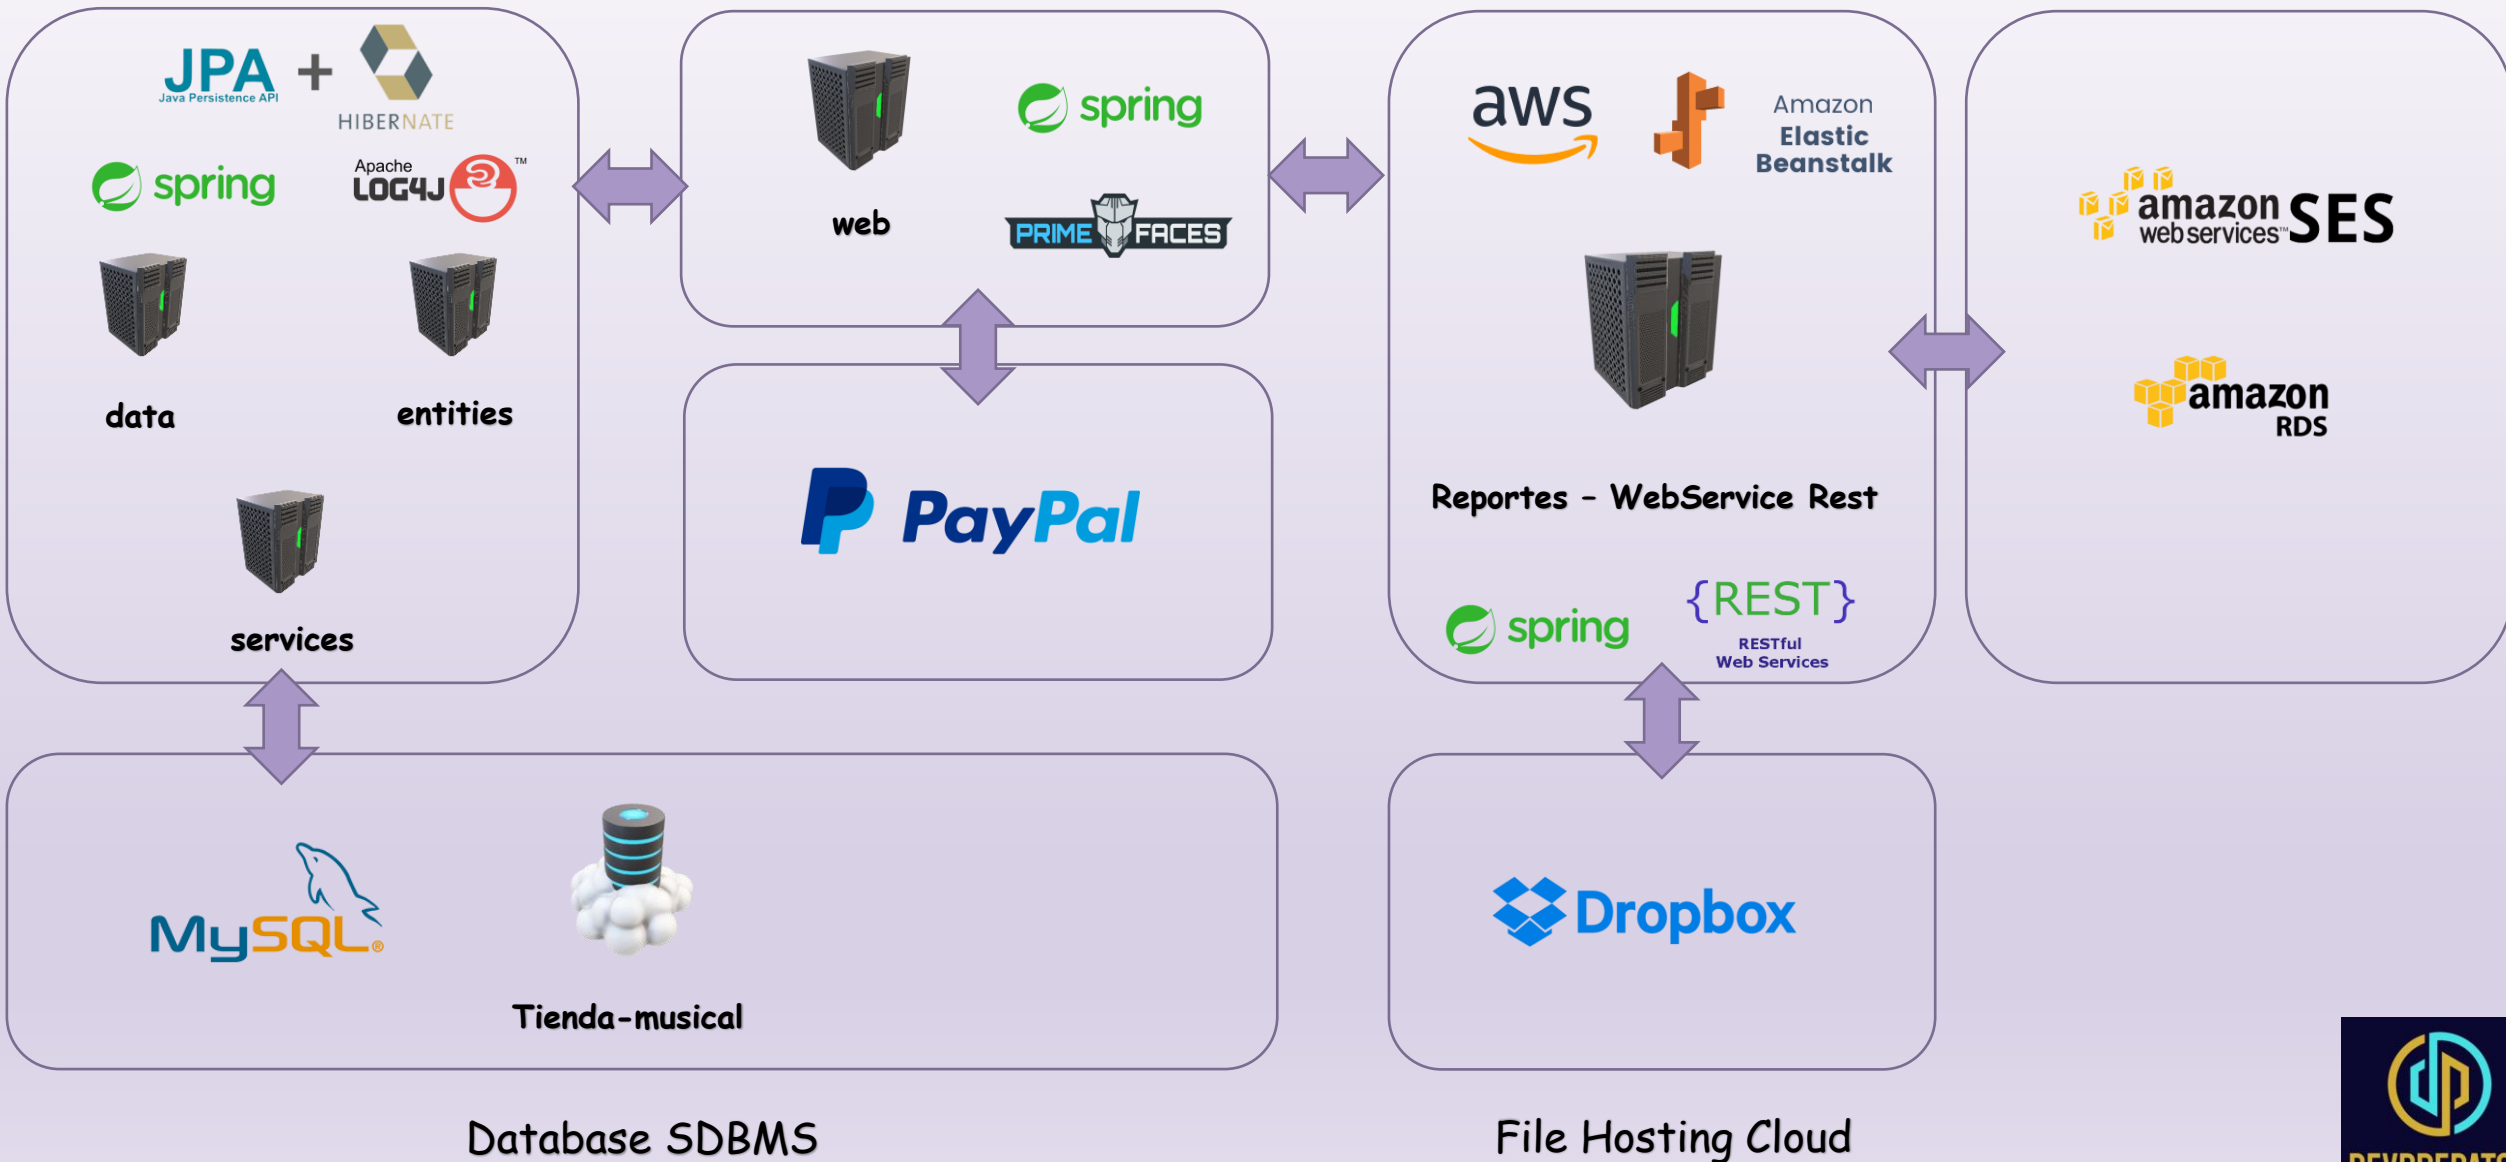 JPA +
Java Persistence API
HIBERNATE
spring
Apache
LOG4J
TM
data
entities
services
web
spring
PRIME FACES
PayPal
aws
Amazon
Elastic
Beanstalk
Reportes - WebService Rest
spring
{REST}
RESTful
Web Services
amazon
webservices™ SES
amazon
RDS
MySQL®
Tienda-musical
Dropbox
Database SDBMS
File Hosting Cloud